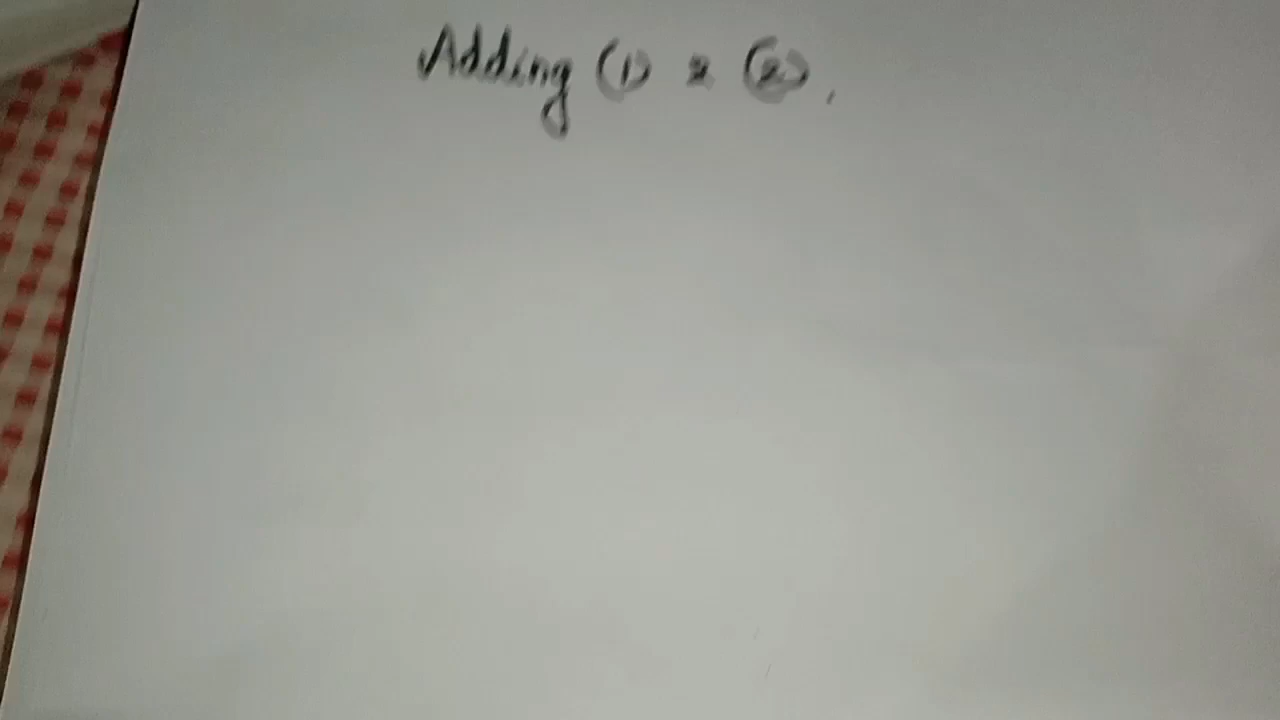 Adding (1) & (2),